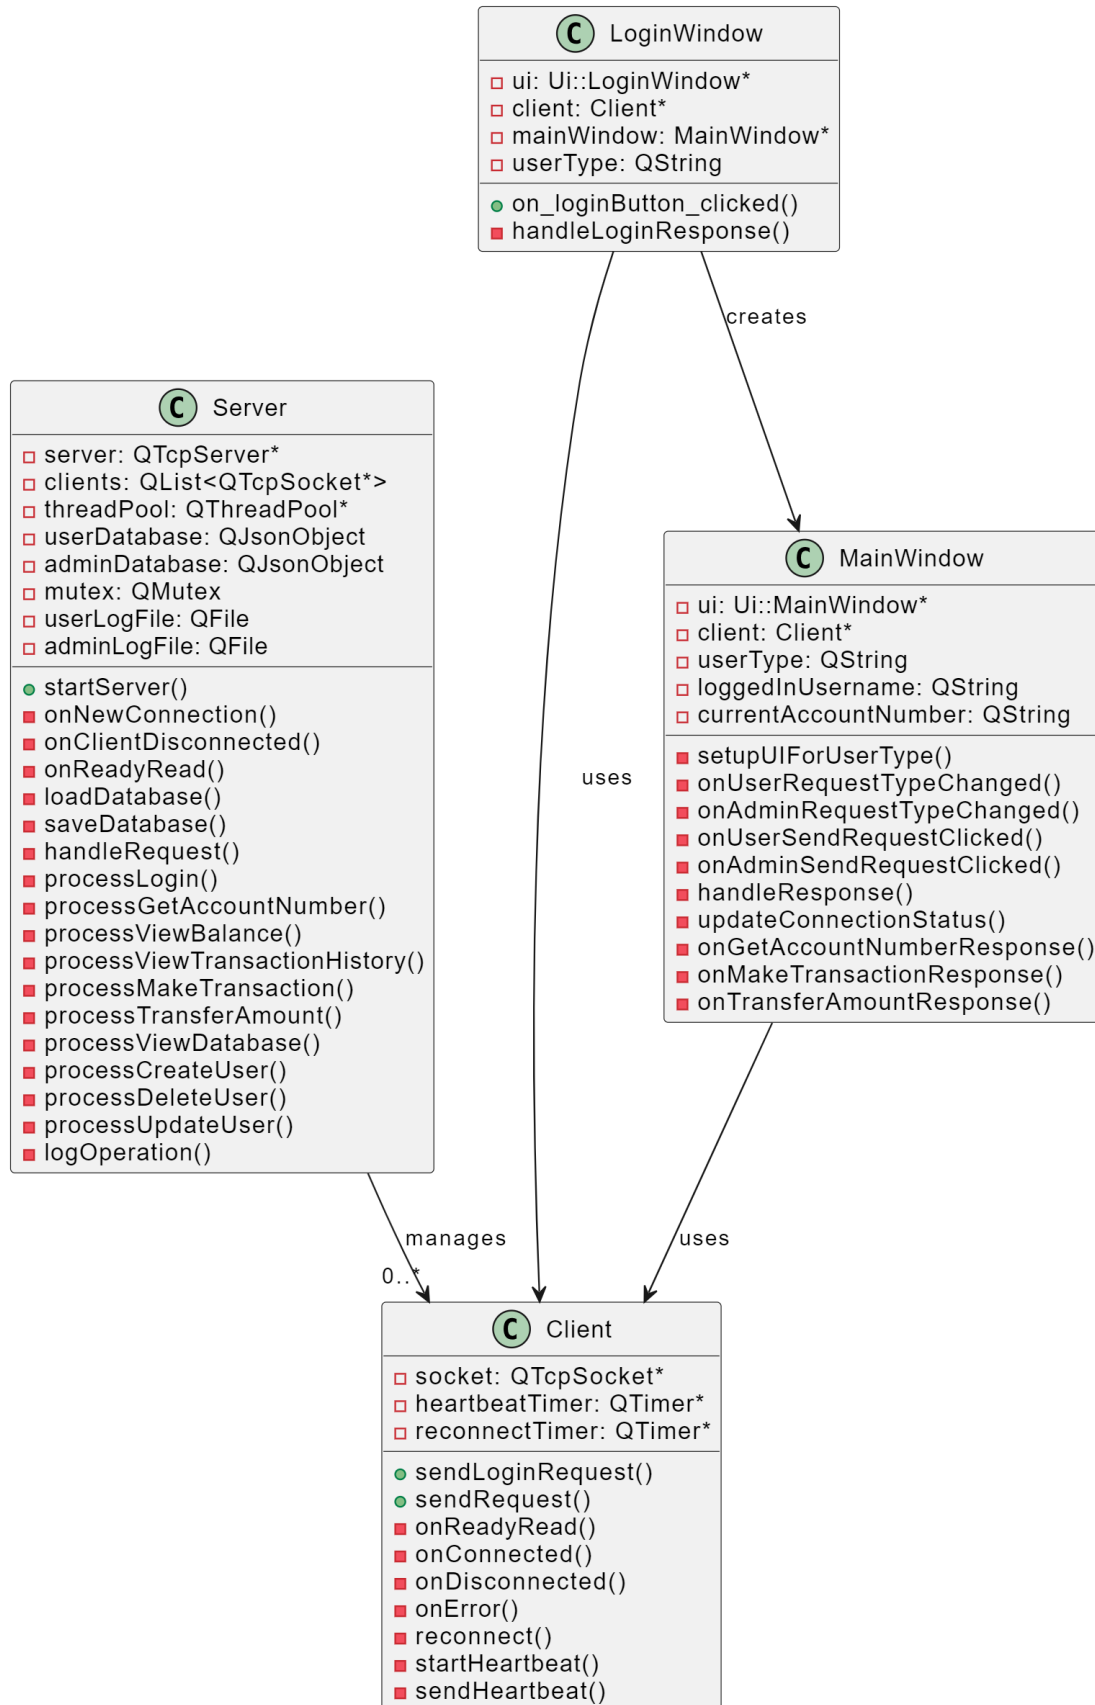 C LoginWindow
ui: Ui::LoginWindow*
client: Client*
mainWindow: MainWindow*
userType: QString
on_loginButton_clicked()
handleLoginResponse()
creates
C Server
server: QTcpServer*
clients: QList<QTcpSocket*>
threadPool: QThreadPool*
userDatabase: QJsonObject
adminDatabase: QJsonObject
mutex: QMutex
userLogFile: QFile
adminLogFile: QFile
startServer()
onNewConnection()
onClientDisconnected()
onReadyRead()
loadDatabase()
saveDatabase()
handleRequest()
processLogin()
processGetAccountNumber()
processViewBalance()
processViewTransactionHistory()
processMakeTransaction()
processTransferAmount()
processViewDatabase()
processCreateUser()
processDeleteUser()
processUpdateUser()
logOperation()
uses
C MainWindow
ui: Ui::MainWindow*
client: Client*
userType: QString
loggedInUsername: QString
currentAccountNumber: QString
setupUIForUserType()
onUserRequestTypeChanged()
onAdminRequestTypeChanged()
onUserSendRequestClicked()
onAdminSendRequestClicked()
handleResponse()
updateConnectionStatus()
onGetAccountNumberResponse()
onMakeTransactionResponse()
onTransferAmountResponse()
manages
0..*
uses
C Client
socket: QTcpSocket*
heartbeatTimer: QTimer*
reconnectTimer: QTimer*
sendLoginRequest()
sendRequest()
onReadyRead()
onConnected()
onDisconnected()
onError()
reconnect()
startHeartbeat()
sendHeartbeat()